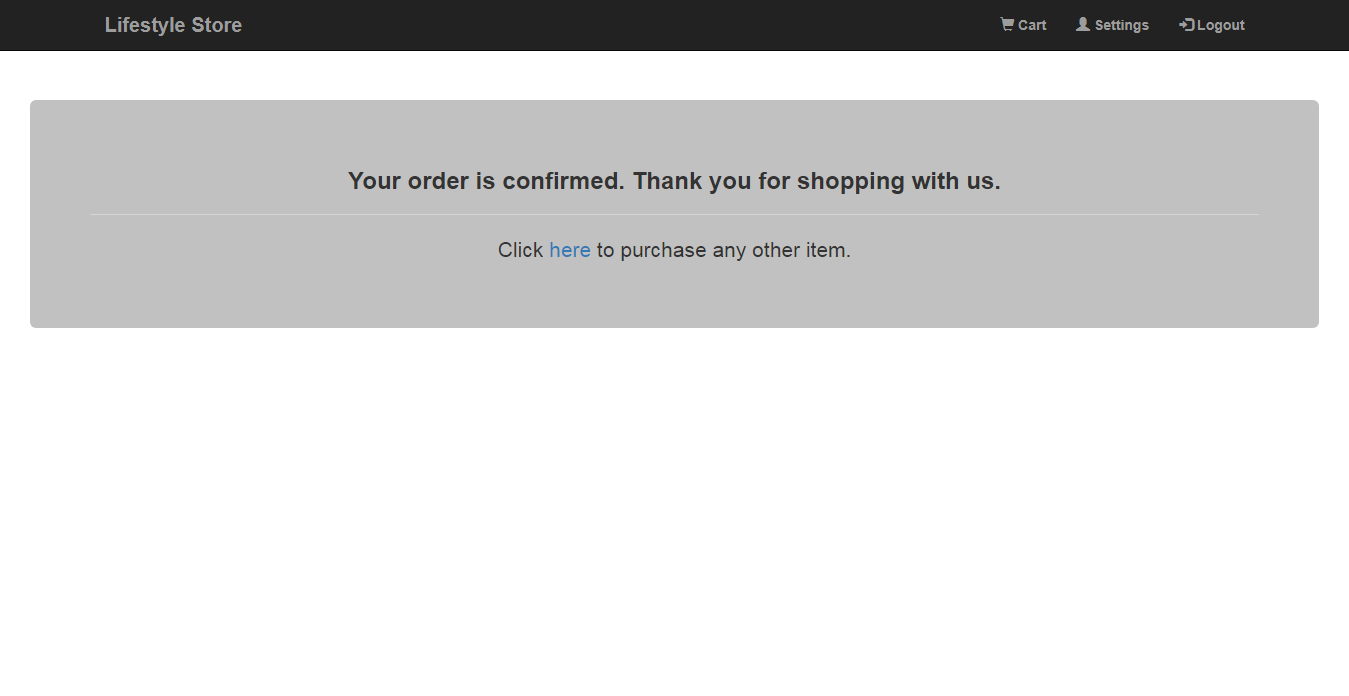 Lifestyle Store
Cart Settings Logout
Your order is confirmed. Thank you for shopping with us.
Click here to purchase any other item.